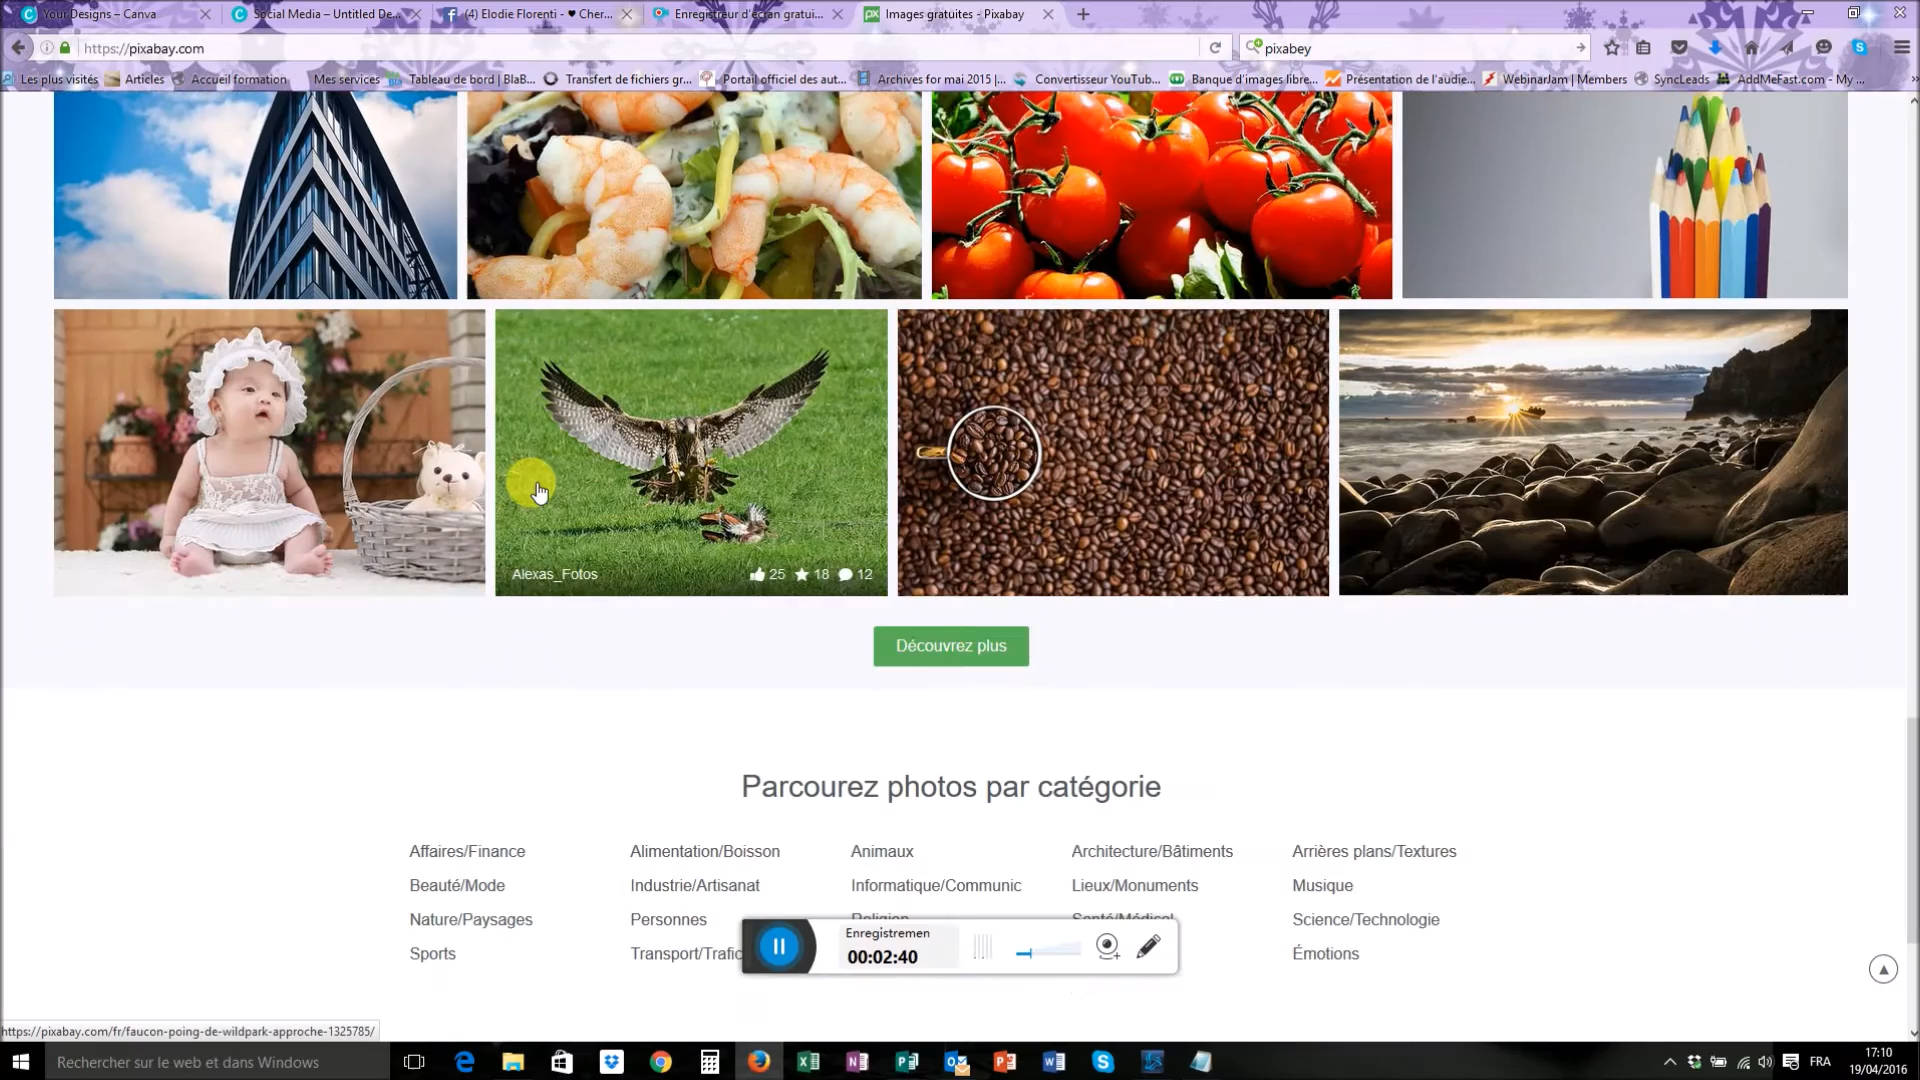 Your Designs – Canva
Social Media – Untitled De...
(4) Elodie Florenti - ♥ Cher...
Enregistreur d'écran gratui...
Images gratuites - Pixabay
https://pixabay.com
pixabey
Les plus visités
Articles
Accueil formation
Mes services
Tableau de bord | BlaB...
Transfert de fichiers gr...
Portail officiel des aut...
Archives for mai 2015 |...
Convertisseur YouTub...
Banque d'images libre...
Présentation de l'audie...
WebinarJam | Members
SyncLeads
AddMeFast.com - My ...
Alexas_Fotos
25
18
12
Découvrez plus
Parcourez photos par catégorie
Affaires/Finance
Alimentation/Boisson
Animaux
Architecture/Bâtiments
Arrières plans/Textures
Beauté/Mode
Industrie/Artisanat
Informatique/Communic
Lieux/Monuments
Musique
Nature/Paysages
Personnes
Religion
Santé/Médical
Science/Technologie
Sports
Transport/Trafic
Émotions
Enregistremen
00:02:40
https://pixabay.com/fr/faucon-poing-de-wildpark-approche-1325785/
Rechercher sur le web et dans Windows
FRA
17:10
19/04/2016